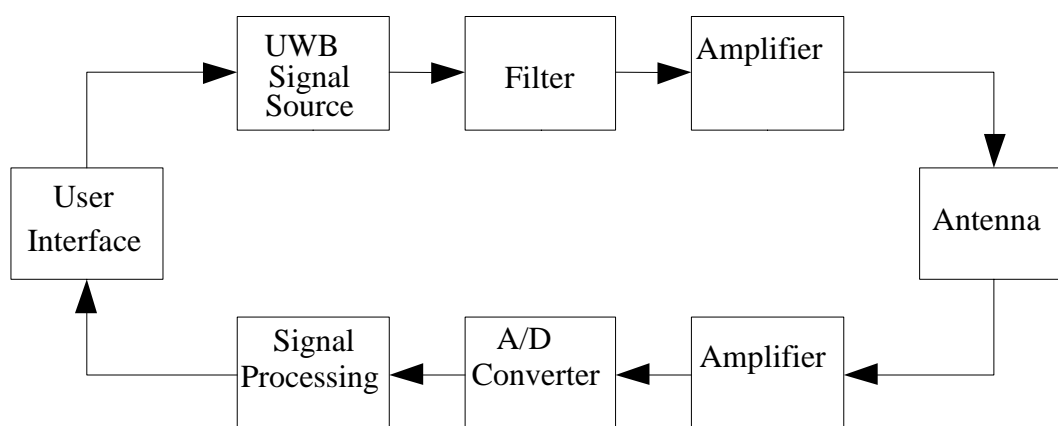 UWB
Signal
Source
Filter
Amplifier
User
Interface
Antenna
Signal
Processing
A/D
Converter
Amplifier